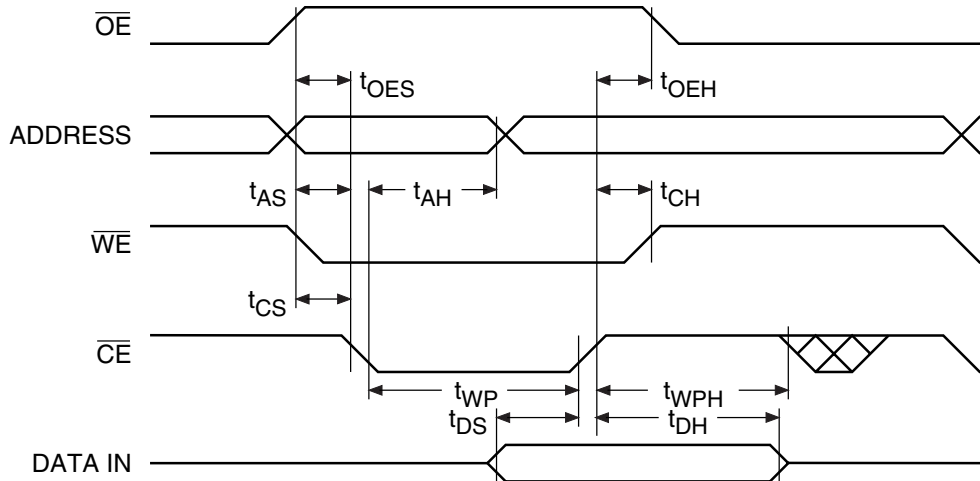 OE
tOES tOEH
ADDRESS
tAS tAH tCH
WE
tCS
CE
tWP tWPH
tDS tDH
DATA IN